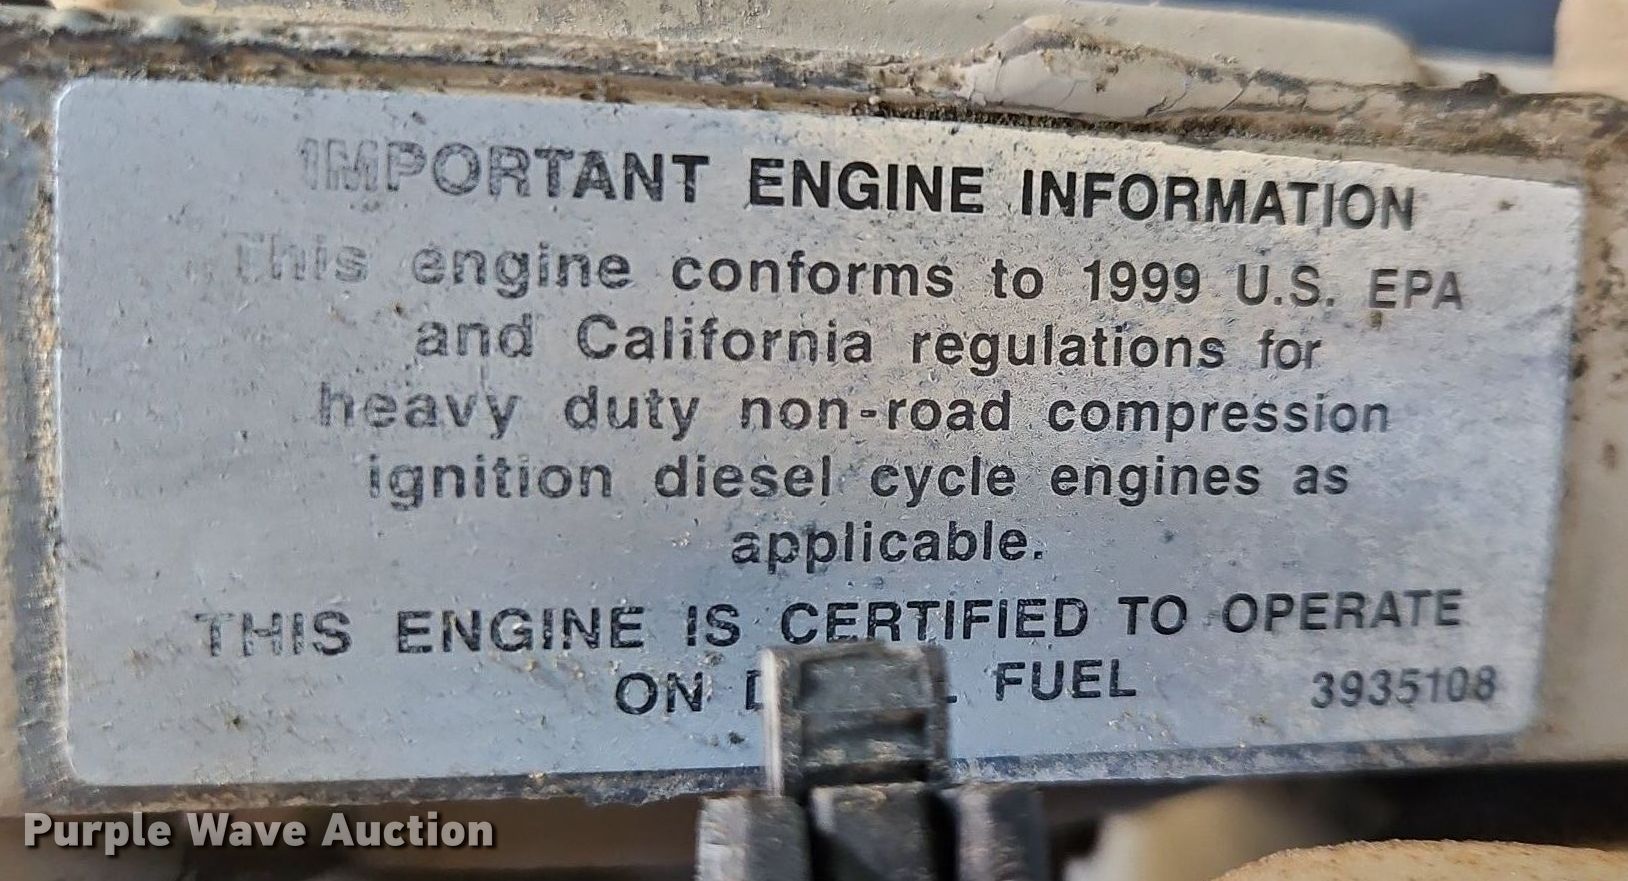 IMPORTANT ENGINE INFORMATION
This engine conforms to 1999 U.S. EPA
and California regulations for
heavy duty non-road compression
ignition diesel cycle engines as
applicable.
THIS ENGINE IS CERTIFIED TO OPERATE
ON FUEL 3935108
Purple Wave Auction